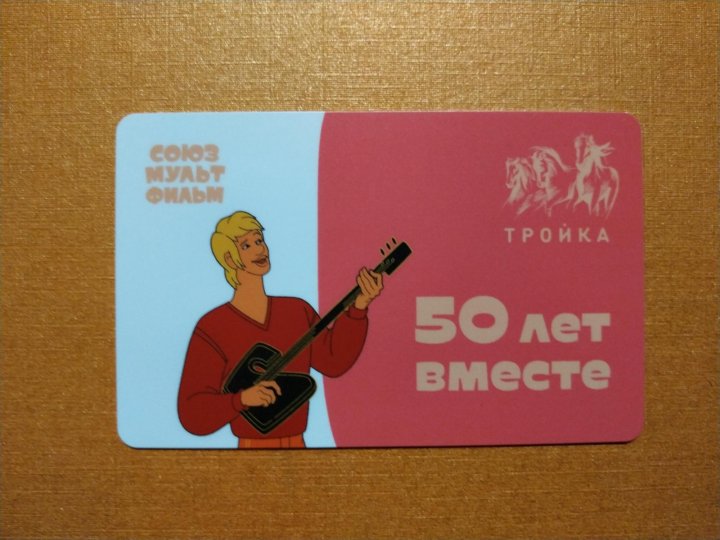 СОЮЗ
МУЛЬТ
ФИЛЬМ
ТРОЙКА
50 лет
вместе